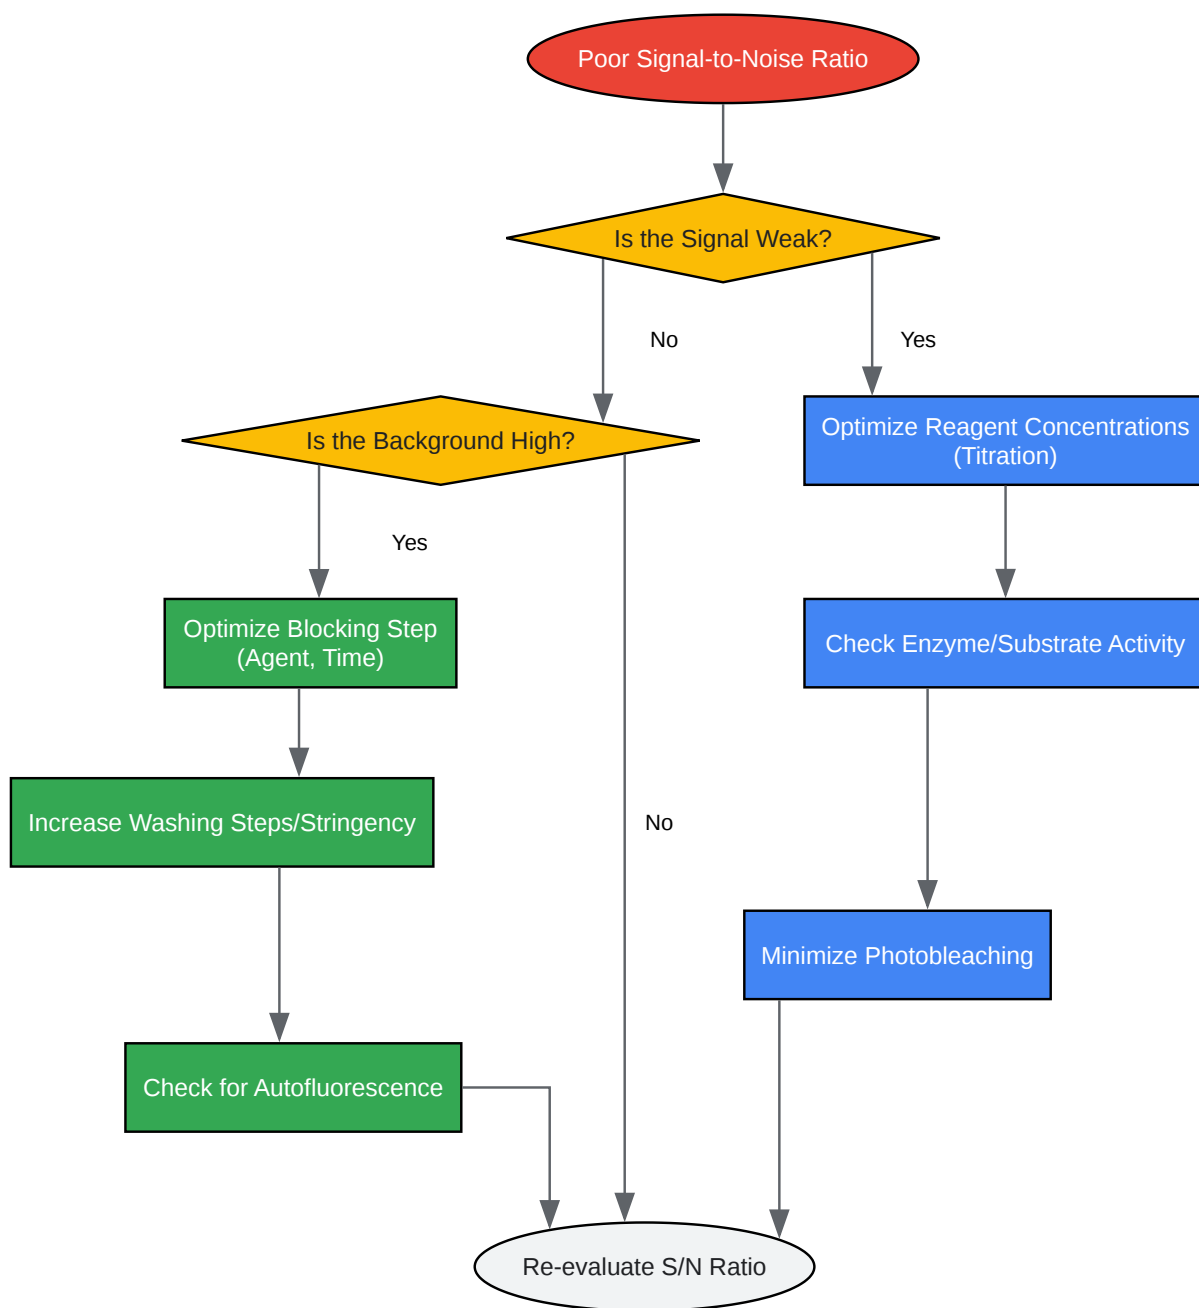 Poor Signal-to-Noise Ratio
Is the Signal Weak?
No
Yes
Is the Background High?
Optimize Reagent Concentrations
(Titration)
Yes
Optimize Blocking Step
(Agent, Time)
Check Enzyme/Substrate Activity
Increase Washing Steps/Stringency
No
Minimize Photobleaching
Check for Autofluorescence
Re-evaluate S/N Ratio